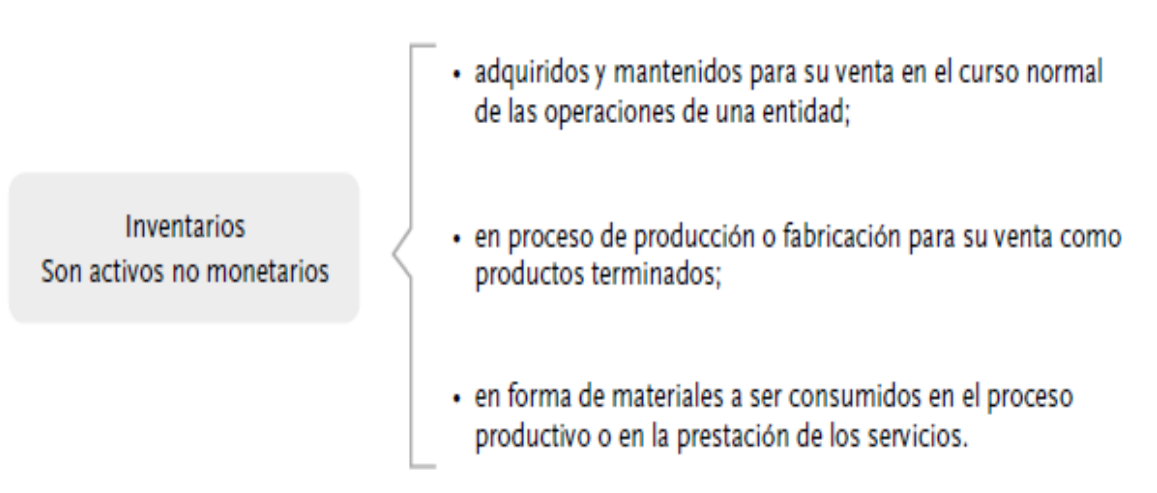 Inventarios
Son activos no monetarios
• adquiridos y mantenidos para su venta en el curso normal
de las operaciones de una entidad;
• en proceso de producción o fabricación para su venta como
productos terminados;
• en forma de materiales a ser consumidos en el proceso
productivo o en la prestación de los servicios.